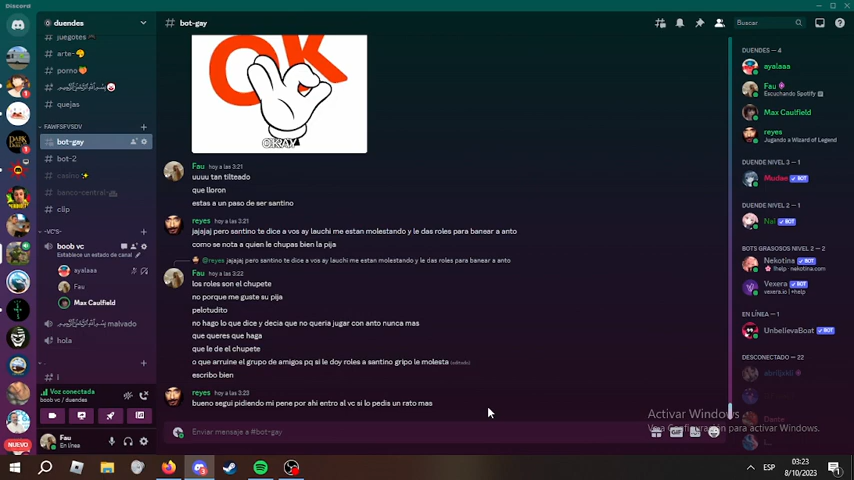 Discord
duendes
bot-gay
Buscar
juegotes
arte-
porno
quejas
FAWFSFVSDV
bot-gay
bot-2
casino
banco-central-
clip
-VC'S-
boob vc
Establece un estado de canal
ayalaaa
Fau
Max Caulfield
malvado
hola
Voz conectada
boob vc / duendes
Fau
En línea
NUEVO
OK
OKAY
Fau hoy a las 3:21
uuuu tan tilteado
que lloron
estas a un paso de ser santino
reyes hoy a las 3:21
jajajaj pero santino te dice a vos ay lauchi me estan molestando y le das roles para banear a anto
como se nota a quien le chupas bien la pija
@reyes jajajaj pero santino te dice a vos ay lauchi me estan molestando y le das roles para banear a anto
Fau hoy a las 3:22
los roles son el chupete
no porque me guste su pija
pelotudito
no hago lo que dice y decia que no queria jugar con anto nunca mas
que queres que haga
que le de el chupete
o que arruine el grupo de amigos pq si le doy roles a santino gripo le molesta (editado)
escribo bien
reyes hoy a las 3:23
bueno segui pidiendo mi pene por ahi entro al vc si lo pedis un rato mas
Enviar mensaje a #bot-gay
GIF
DUENDES — 4
ayalaaa
Fau
Escuchando Spotify
Max Caulfield
reyes
Jugando a Wizard of Legend
DUENDE NIVEL 3 — 1
Mudae BOT
DUENDE NIVEL 2 — 1
Nai BOT
BOTS GRASOSOS NIVEL 2 — 2
Nekotina BOT
!help · nekotina.com
Vexera BOT
vexera.io | +help
EN LÍNEA — 1
UnbelievaBoat BOT
DESCONECTADO — 22
abriljxldi
Dante
Activar Windows
Ve a Configuración para activar Windows.
ESP
03:23
8/10/2023